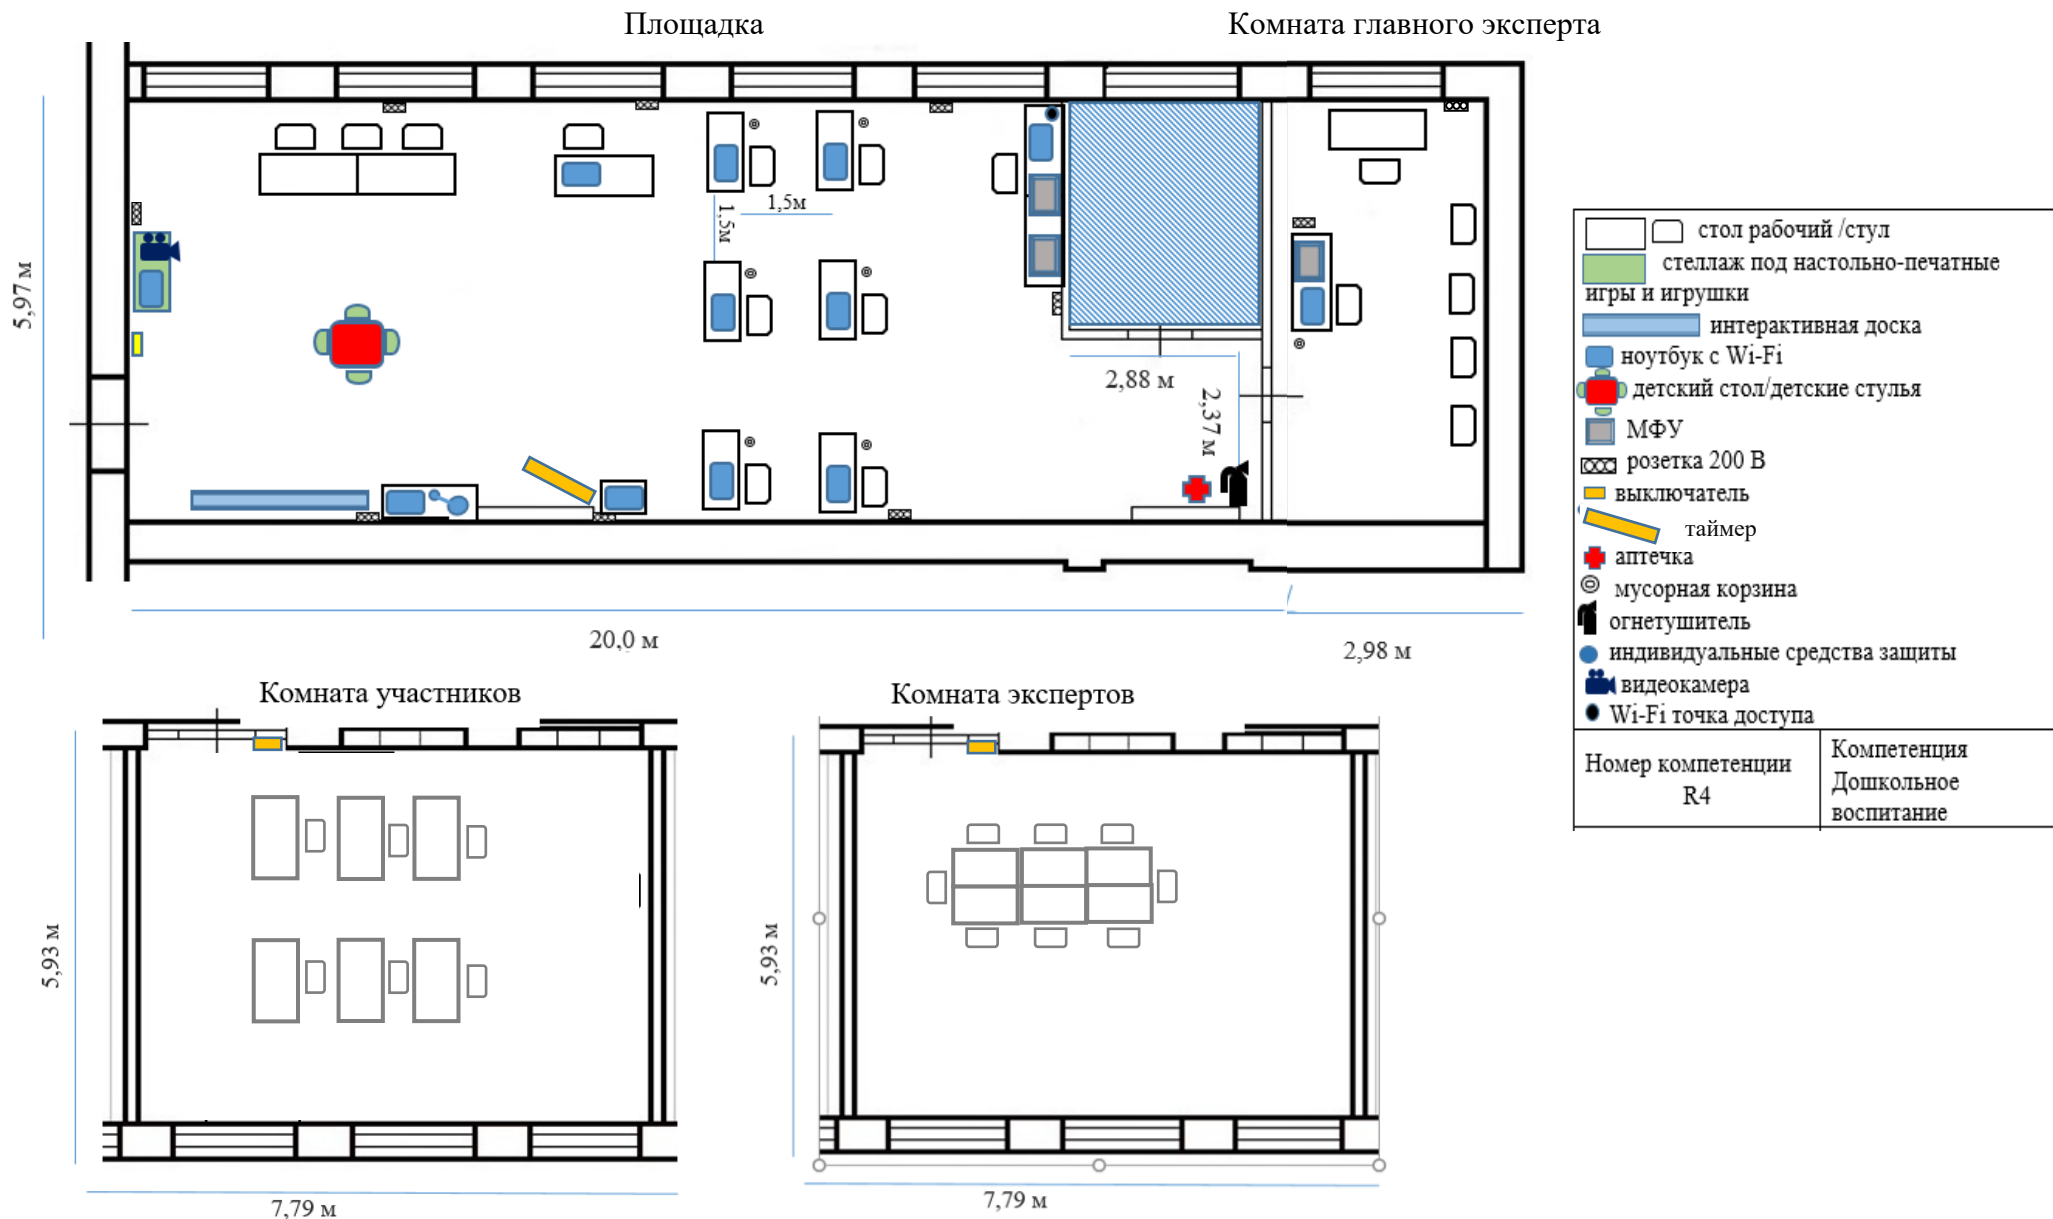 Площадка
Комната главного эксперта
1,5м
1,5м
5,97 м
2,88 м
2,37 м
20,0 м
2,98 м
стол рабочий /стул
стеллаж под настольно-печатные
игры и игрушки
интерактивная доска
ноутбук с Wi-Fi
детский стол/детские стулья
МФУ
розетка 200 В
выключатель
таймер
аптечка
мусорная корзина
огнетушитель
индивидуальные средства защиты
видеокамера
Wi-Fi точка доступа
Номер компетенции
R4
Компетенция
Дошкольное
воспитание
Комната участников
5,93 м
7,79 м
Комната экспертов
5,93 м
7,79 м